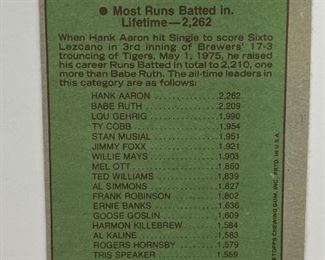 ● Most Runs Batted in.
Lifetime—2,262
When Hank Aaron hit Single to score Sixto
Lezcano in 3rd inning of Brewers' 17-3
trouncing of Tigers, May 1, 1975, he raised
his career Runs Batted in total to 2,210, one
more than Babe Ruth. The all-time leaders in
this category are as follows:
HANK AARON 2,262
BABE RUTH 2,209
LOU GEHRIG 1,990
TY COBB 1,954
STAN MUSIAL 1,951
JIMMY FOXX 1,921
WILLIE MAYS 1,903
MEL OTT 1,860
TED WILLIAMS 1,839
AL SIMMONS 1,827
FRANK ROBINSON 1,802
ERNIE BANKS 1,636
GOOSE GOSLIN 1,609
HARMON KILLEBREW 1,584
AL KALINE 1,583
ROGERS HORNSBY 1,579
TRIS SPEAKER 1,559
TOPPS CHEWING GUM, INC. PRTD. IN U.S.A.